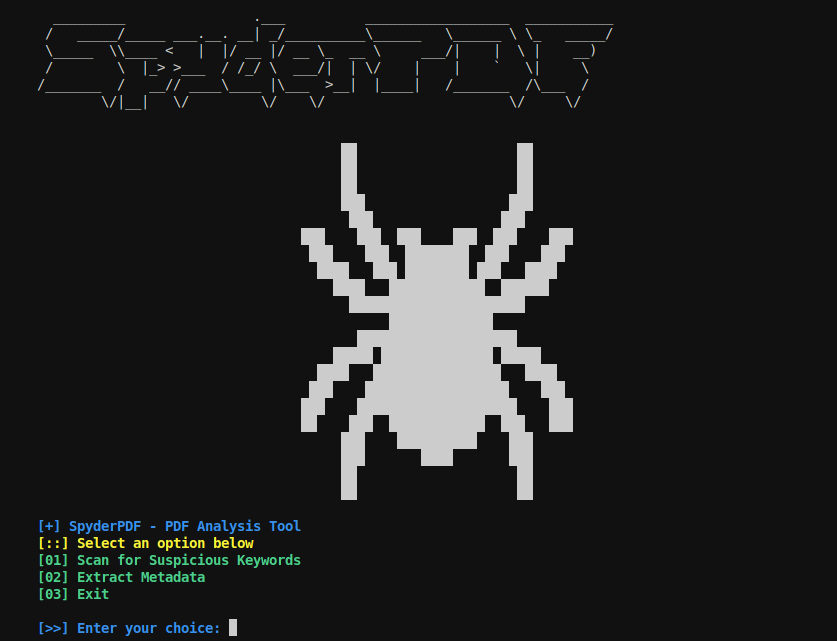 SpyderPDF
[+] SpyderPDF - PDF Analysis Tool
[::] Select an option below
[01] Scan for Suspicious Keywords
[02] Extract Metadata
[03] Exit
[>>] Enter your choice: